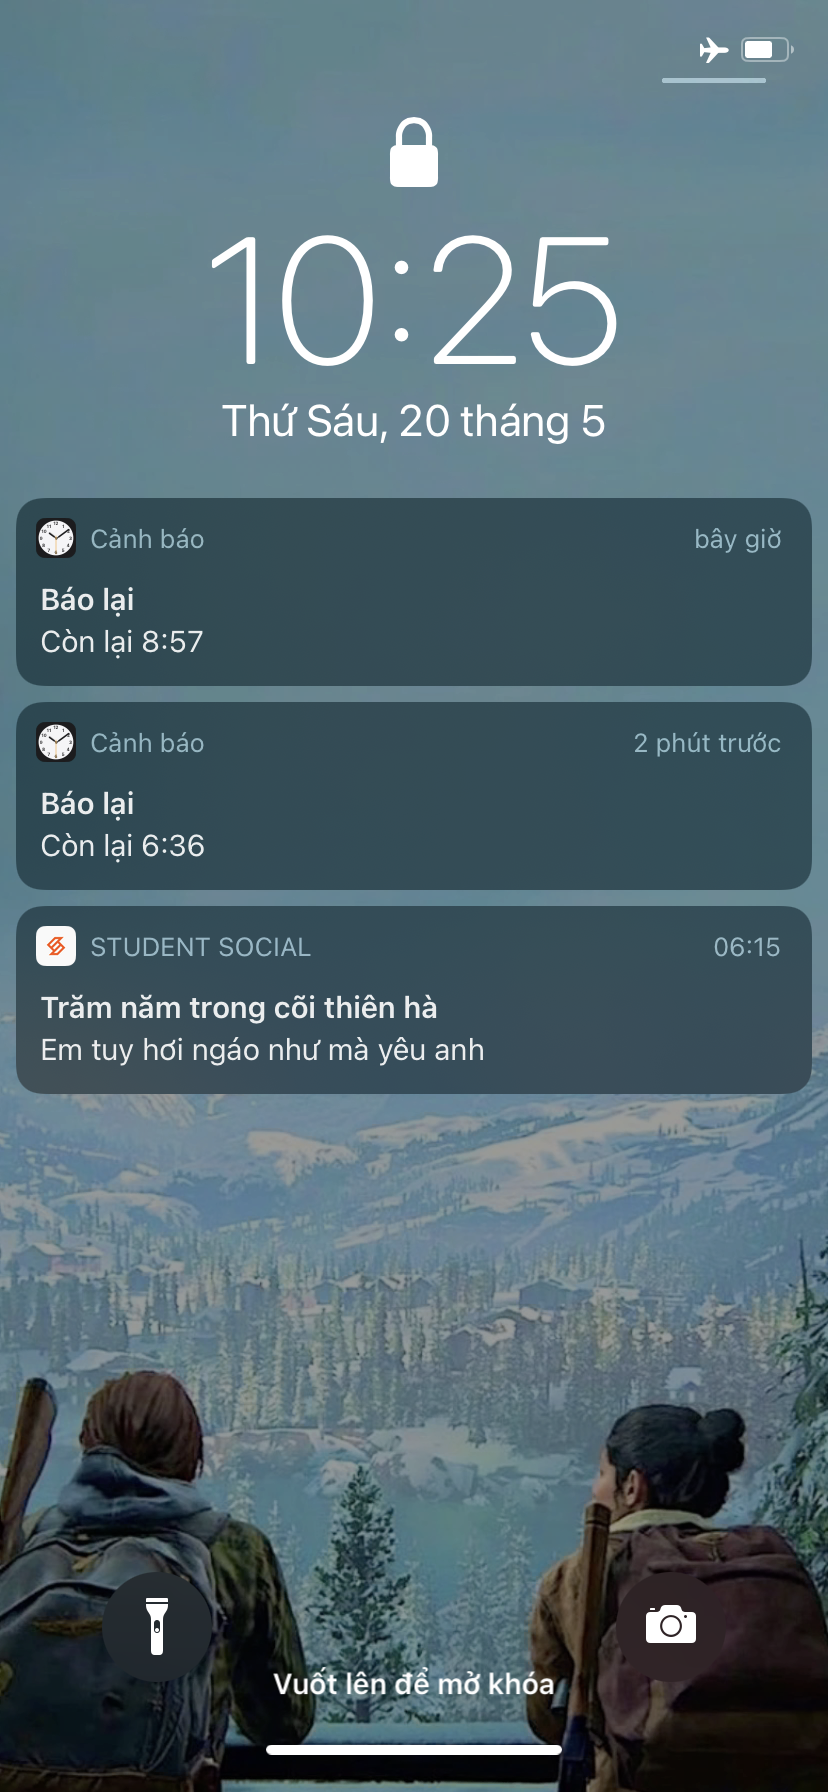 10:25
Thứ Sáu, 20 tháng 5
Cảnh báo bây giờ
Báo lại
Còn lại 8:57
Cảnh báo 2 phút trước
Báo lại
Còn lại 6:36
STUDENT SOCIAL 06:15
Trăm năm trong cõi thiên hà
Em tuy hơi ngáo như mà yêu anh
Vuốt lên để mở khóa